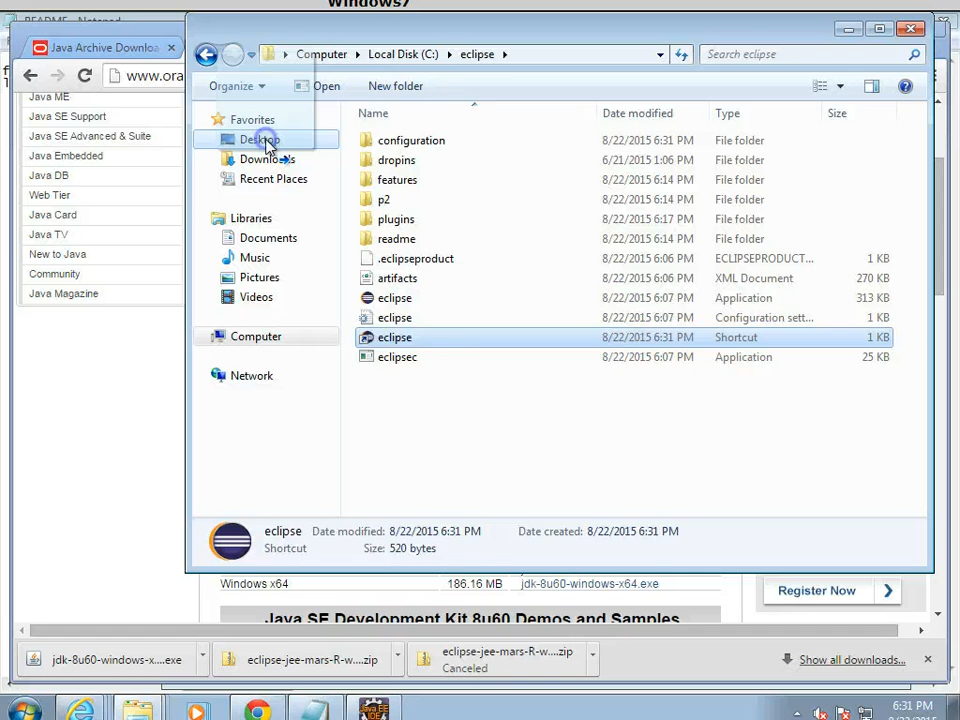 Windows7
README - Notepad
Java Archive Downloa
www.ora
Java ME
Java SE Support
Java SE Advanced & Suite
Java Embedded
Java DB
Web Tier
Java Card
Java TV
New to Java
Community
Java Magazine
Computer Local Disk (C:) eclipse
Search eclipse
Organize Open New folder
Favorites
Desktop
Downloads
Recent Places
Libraries
Documents
Music
Pictures
Videos
Computer
Network
Name Date modified Type Size
configuration 8/22/2015 6:31 PM File folder
dropins 6/21/2015 1:06 PM File folder
features 8/22/2015 6:14 PM File folder
p2 8/22/2015 6:14 PM File folder
plugins 8/22/2015 6:17 PM File folder
readme 8/22/2015 6:14 PM File folder
.eclipseproduct 8/22/2015 6:06 PM ECLIPSEPRODUCT... 1 KB
artifacts 8/22/2015 6:06 PM XML Document 270 KB
eclipse 8/22/2015 6:07 PM Application 313 KB
eclipse 8/22/2015 6:07 PM Configuration sett... 1 KB
eclipse 8/22/2015 6:31 PM Shortcut 1 KB
eclipsec 8/22/2015 6:07 PM Application 25 KB
eclipse Date modified: 8/22/2015 6:31 PM Date created: 8/22/2015 6:31 PM
Shortcut Size: 520 bytes
Windows x64 186.16 MB jdk-8u60-windows-x64.exe
Register Now
Java SE Development Kit 8u60 Demos and Samples
jdk-8u60-windows-x....exe
eclipse-jee-mars-R-w....zip
eclipse-jee-mars-R-w....zip
Canceled
Show all downloads...
Java EE
IDE
6:31 PM